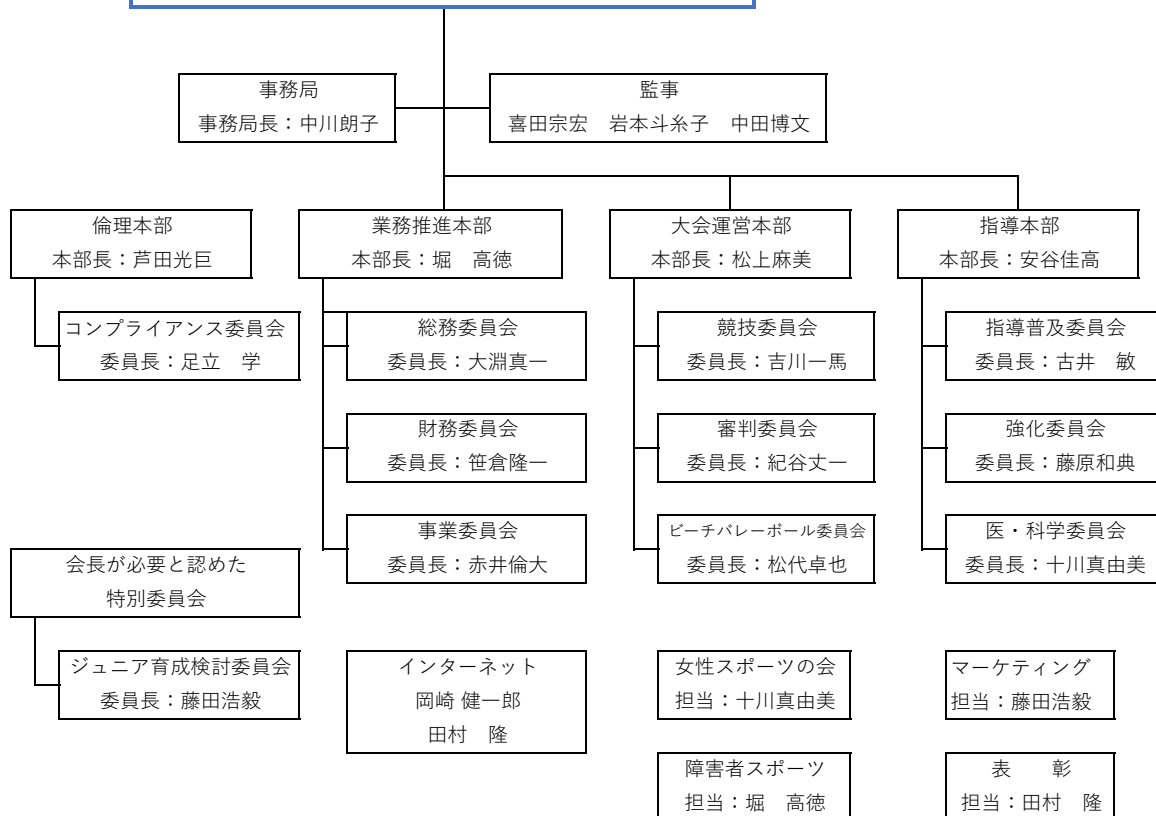 事務局
事務局長：中川朗子
監事
喜田宗宏　岩本斗糸子　中田博文
倫理本部
本部長：芦田光巨
業務推進本部
本部長：堀　高徳
大会運営本部
本部長：松上麻美
指導本部
本部長：安谷佳高
コンプライアンス委員会
委員長：足立　学
総務委員会
委員長：大淵真一
競技委員会
委員長：吉川一馬
指導普及委員会
委員長：古井　敏
財務委員会
委員長：笹倉隆一
審判委員会
委員長：紀谷丈一
強化委員会
委員長：藤原和典
事業委員会
委員長：赤井倫大
ビーチバレーボール委員会
委員長：松代卓也
医・科学委員会
委員長：十川真由美
会長が必要と認めた
特別委員会
ジュニア育成検討委員会
委員長：藤田浩毅
インターネット
岡崎 健一郎
田村　隆
女性スポーツの会
担当：十川真由美
マーケティング
担当：藤田浩毅
障害者スポーツ
担当：堀　高徳
表　　彰
担当：田村　隆